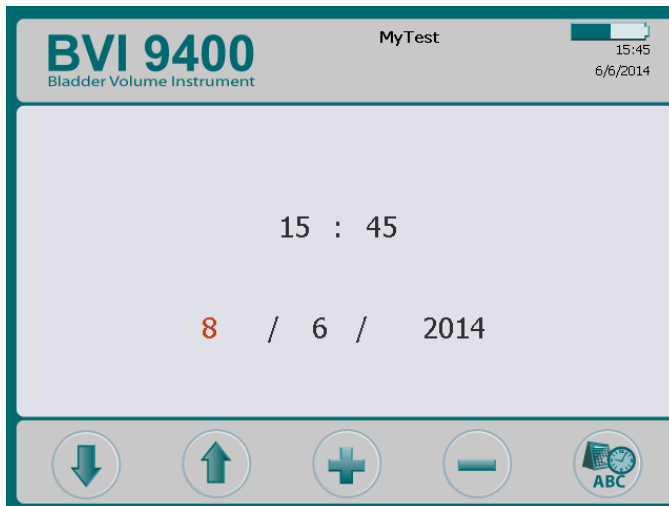 BVI 9400
Bladder Volume Instrument
MyTest
15:45
6/6/2014
15 : 45
8 / 6 / 2014
ABC